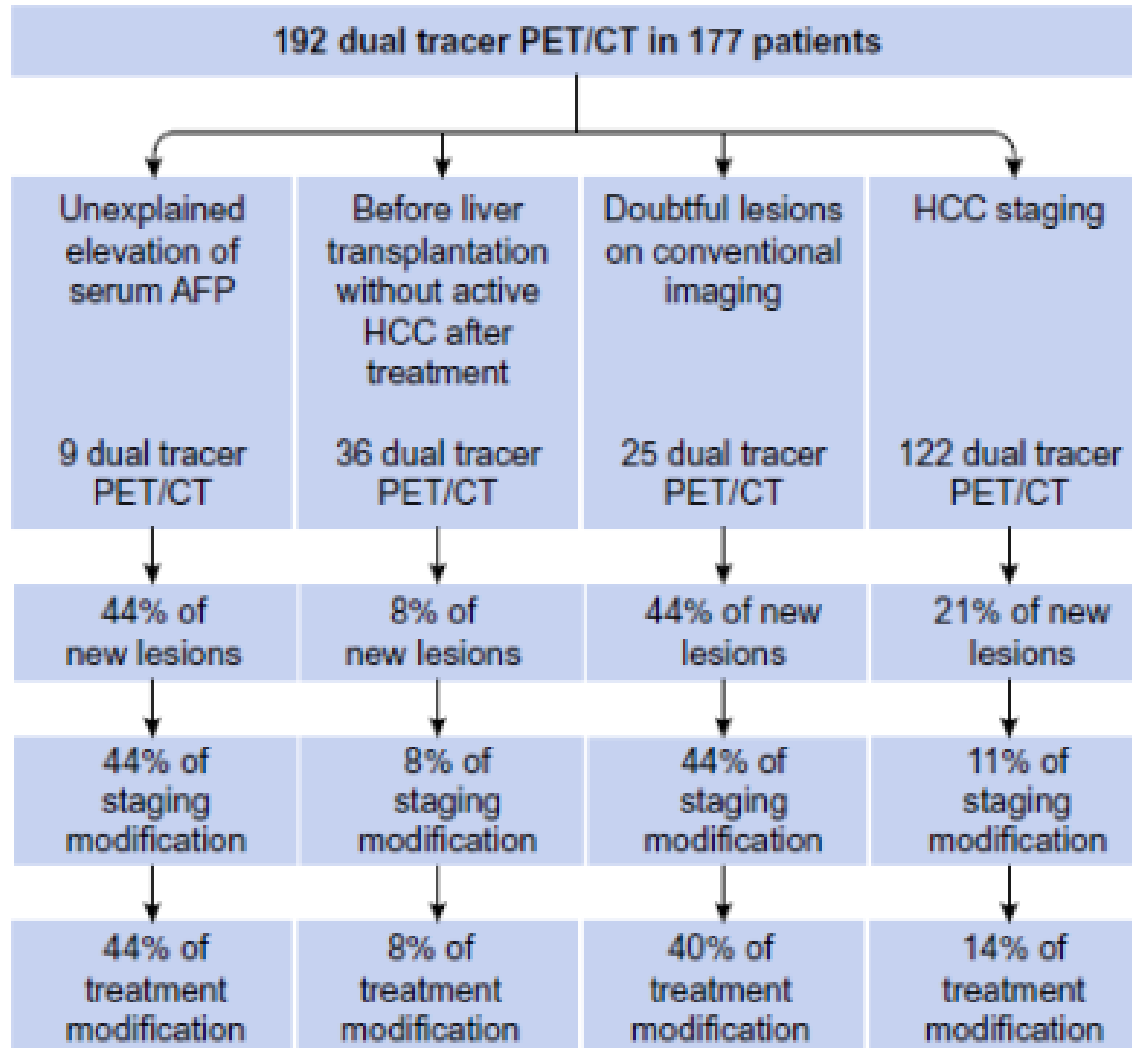 192 dual tracer PET/CT in 177 patients
Unexplained
elevation of
serum AFP
9 dual tracer
PET/CT
Before liver
transplantation
without active
HCC after
treatment
36 dual tracer
PET/CT
Doubtful lesions
on conventional
imaging
25 dual tracer
PET/CT
HCC staging
122 dual tracer
PET/CT
44% of
new lesions
8% of
new lesions
44% of new
lesions
21% of new
lesions
44% of
staging
modification
8% of
staging
modification
44% of
staging
modification
11% of
staging
modification
44% of
treatment
modification
8% of
treatment
modification
40% of
treatment
modification
14% of
treatment
modification